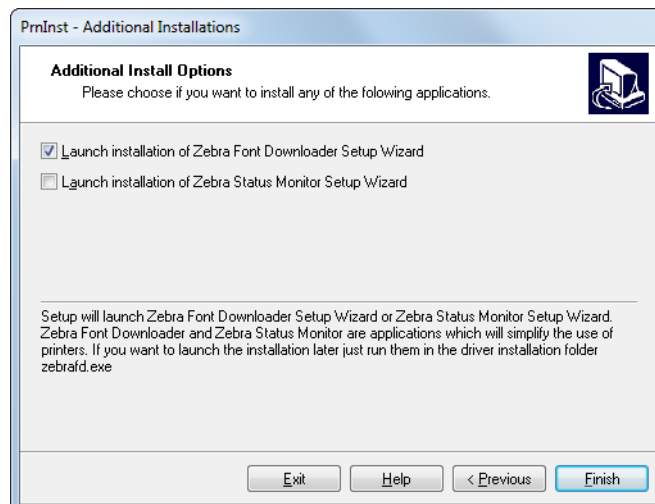 PrnInst - Additional Installations
Additional Install Options
Please choose if you want to install any of the folowing applications.
Launch installation of Zebra Font Downloader Setup Wizard
Launch installation of Zebra Status Monitor Setup Wizard
Setup will launch Zebra Font Downloader Setup Wizard or Zebra Status Monitor Setup Wizard.
Zebra Font Downloader and Zebra Status Monitor are applications which will simplify the use of
printers. If you want to launch the installation later just run them in the driver installation folder
zebrafd.exe
Exit Help < Previous Finish